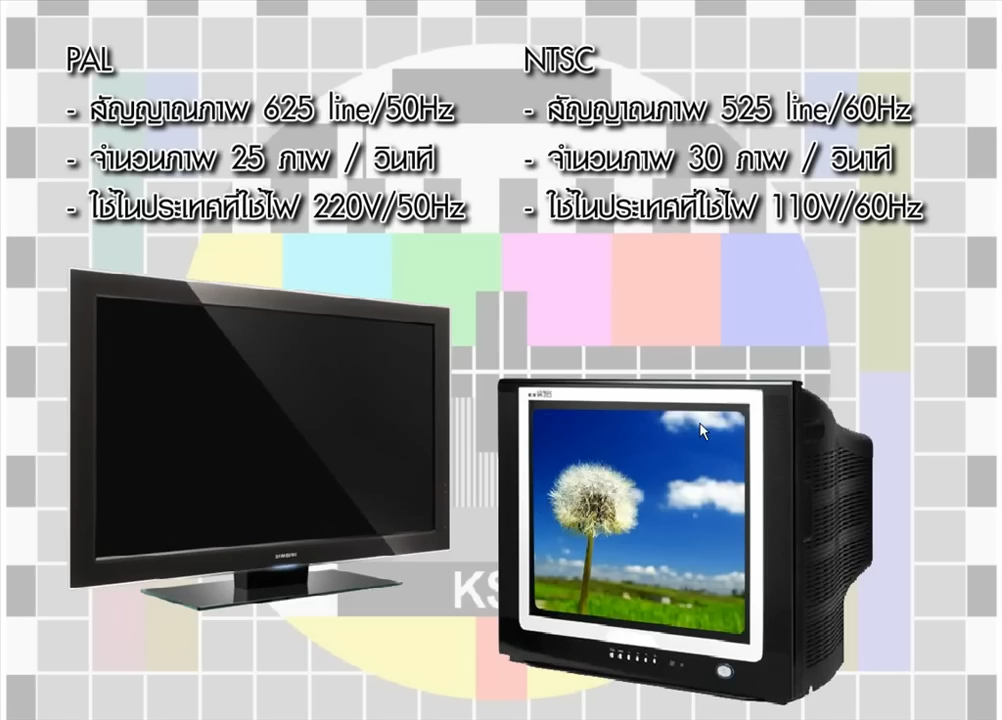 PAL
- สัญญาณภาพ 625 line/50Hz
- จำนวนภาพ 25 ภาพ / วินาที
- ใช้ในประเทศที่ใช้ไฟ 220V/50Hz
NTSC
- สัญญาณภาพ 525 line/60Hz
- จำนวนภาพ 30 ภาพ / วินาที
- ใช้ในประเทศที่ใช้ไฟ 110V/60Hz
SAMSUNG
KS